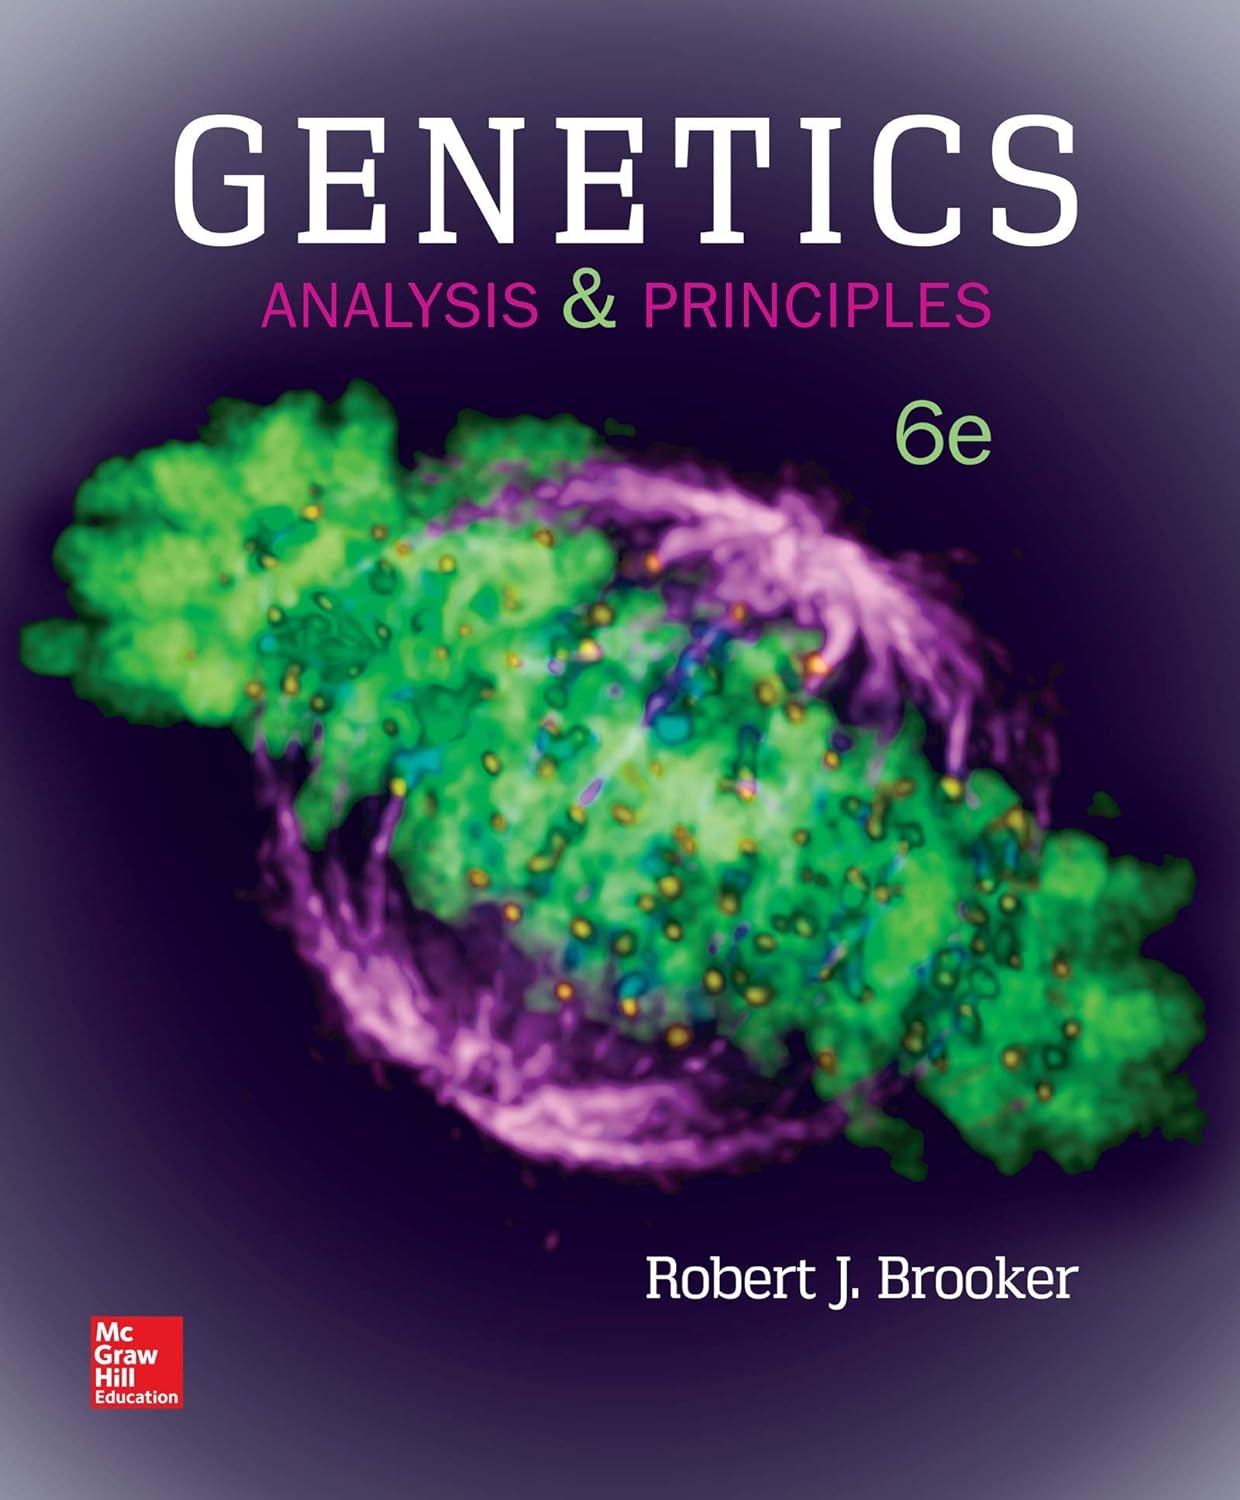 GENETICS
ANALYSIS & PRINCIPLES
6e
Robert J. Brooker
Mc
Graw
Hill
Education